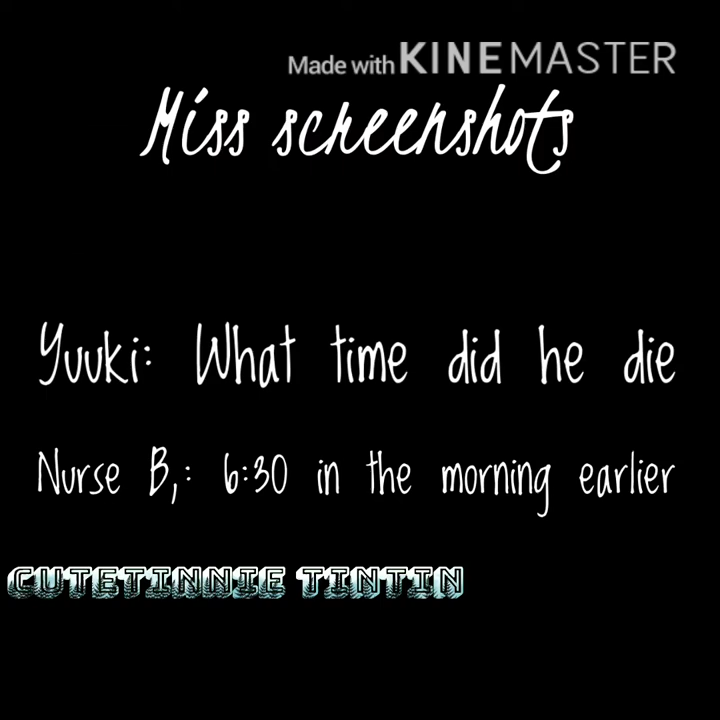 Made with KINEMASTER
Miss screenshots
Yuuki: What time did he die
Nurse B,: 6:30 in the morning earlier
CUTETINNIE TINTIN